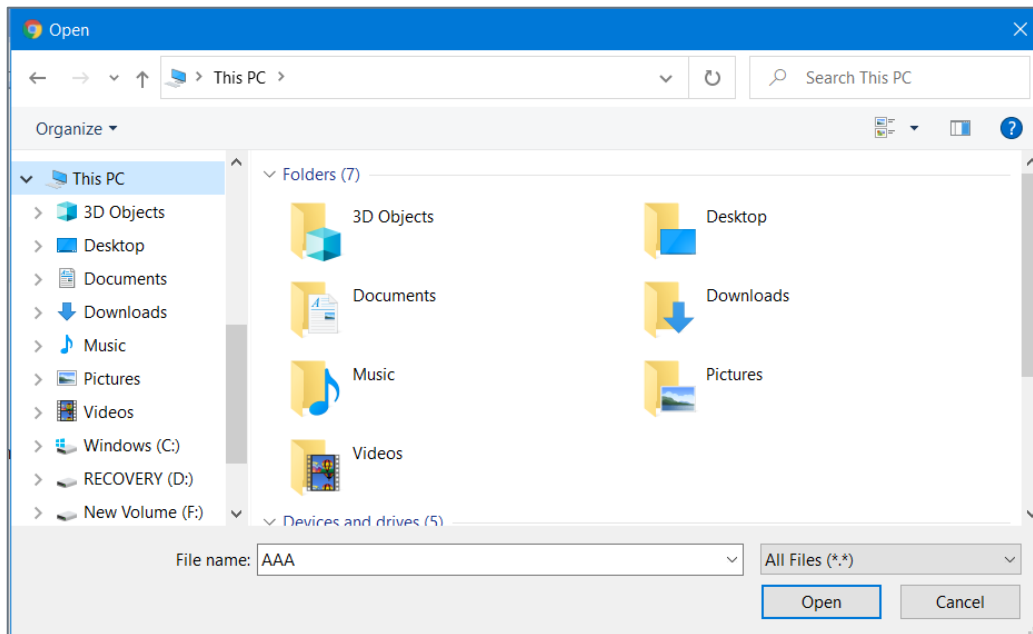 Open
This PC
Search This PC
Organize
This PC
3D Objects
Desktop
Documents
Downloads
Music
Pictures
Videos
Windows (C:)
RECOVERY (D:)
New Volume (F:)
Folders (7)
3D Objects
Desktop
Documents
Downloads
Music
Pictures
Videos
Devices and drives (5)
File name: AAA
All Files (*.*)
Open
Cancel